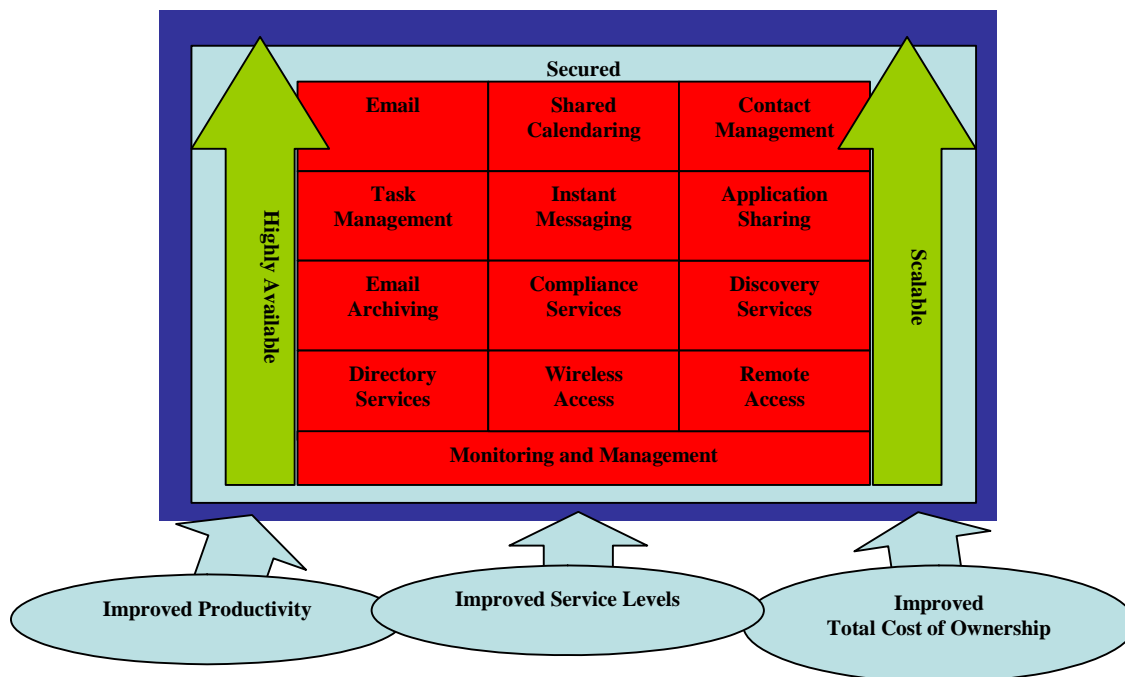 Secured
Email
Shared
Calendaring
Contact
Management
Task
Management
Instant
Messaging
Application
Sharing
Email
Archiving
Compliance
Services
Discovery
Services
Directory
Services
Wireless
Access
Remote
Access
Monitoring and Management
Highly Available
Scalable
Improved Productivity
Improved Service Levels
Improved
Total Cost of Ownership